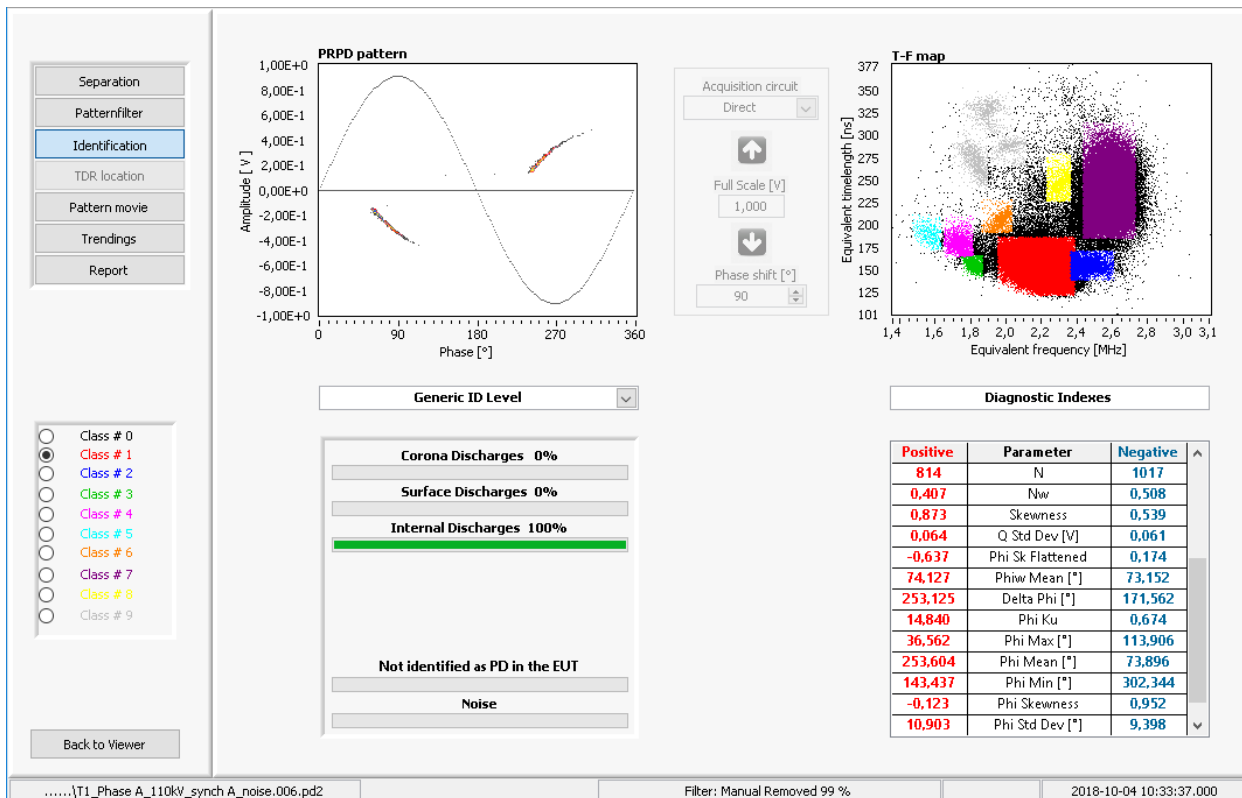 PRPD pattern
T-F map
Separation
Patternfilter
Identification
TDR location
Pattern movie
Trendings
Report
1,00E+0
8,00E-1
6,00E-1
4,00E-1
2,00E-1
0,00E+0
-2,00E-1
-4,00E-1
-6,00E-1
-8,00E-1
-1,00E+0
Amplitude [ V ]
0 90 180 270 360
Phase [°]
Acquisition circuit
Direct
Full Scale [V]
1,000
Phase shift [°]
90
377
350
325
300
275
250
225
200
175
150
125
101
Equivalent timelength [ns]
1,4 1,6 1,8 2,0 2,2 2,4 2,6 2,8 3,0 3,1
Equivalent frequency [MHz]
Generic ID Level
Diagnostic Indexes
Class # 0
Class # 1
Class # 2
Class # 3
Class # 4
Class # 5
Class # 6
Class # 7
Class # 8
Class # 9
Corona Discharges 0%
Surface Discharges 0%
Internal Discharges 100%
Not identified as PD in the EUT
Noise
Positive Parameter Negative
814 N 1017
0,407 Nw 0,508
0,873 Skewness 0,539
0,064 Q Std Dev [V] 0,061
-0,637 Phi Sk Flattened 0,174
74,127 Phiw Mean [°] 73,152
253,125 Delta Phi [°] 171,562
14,840 Phi Ku 0,674
36,562 Phi Max [°] 113,906
253,604 Phi Mean [°] 73,896
143,437 Phi Min [°] 302,344
-0,123 Phi Skewness 0,952
10,903 Phi Std Dev [°] 9,398
Back to Viewer
......\T1_Phase A_110kV_synch A_noise.006.pd2
Filter: Manual Removed 99 %
2018-10-04 10:33:37.000